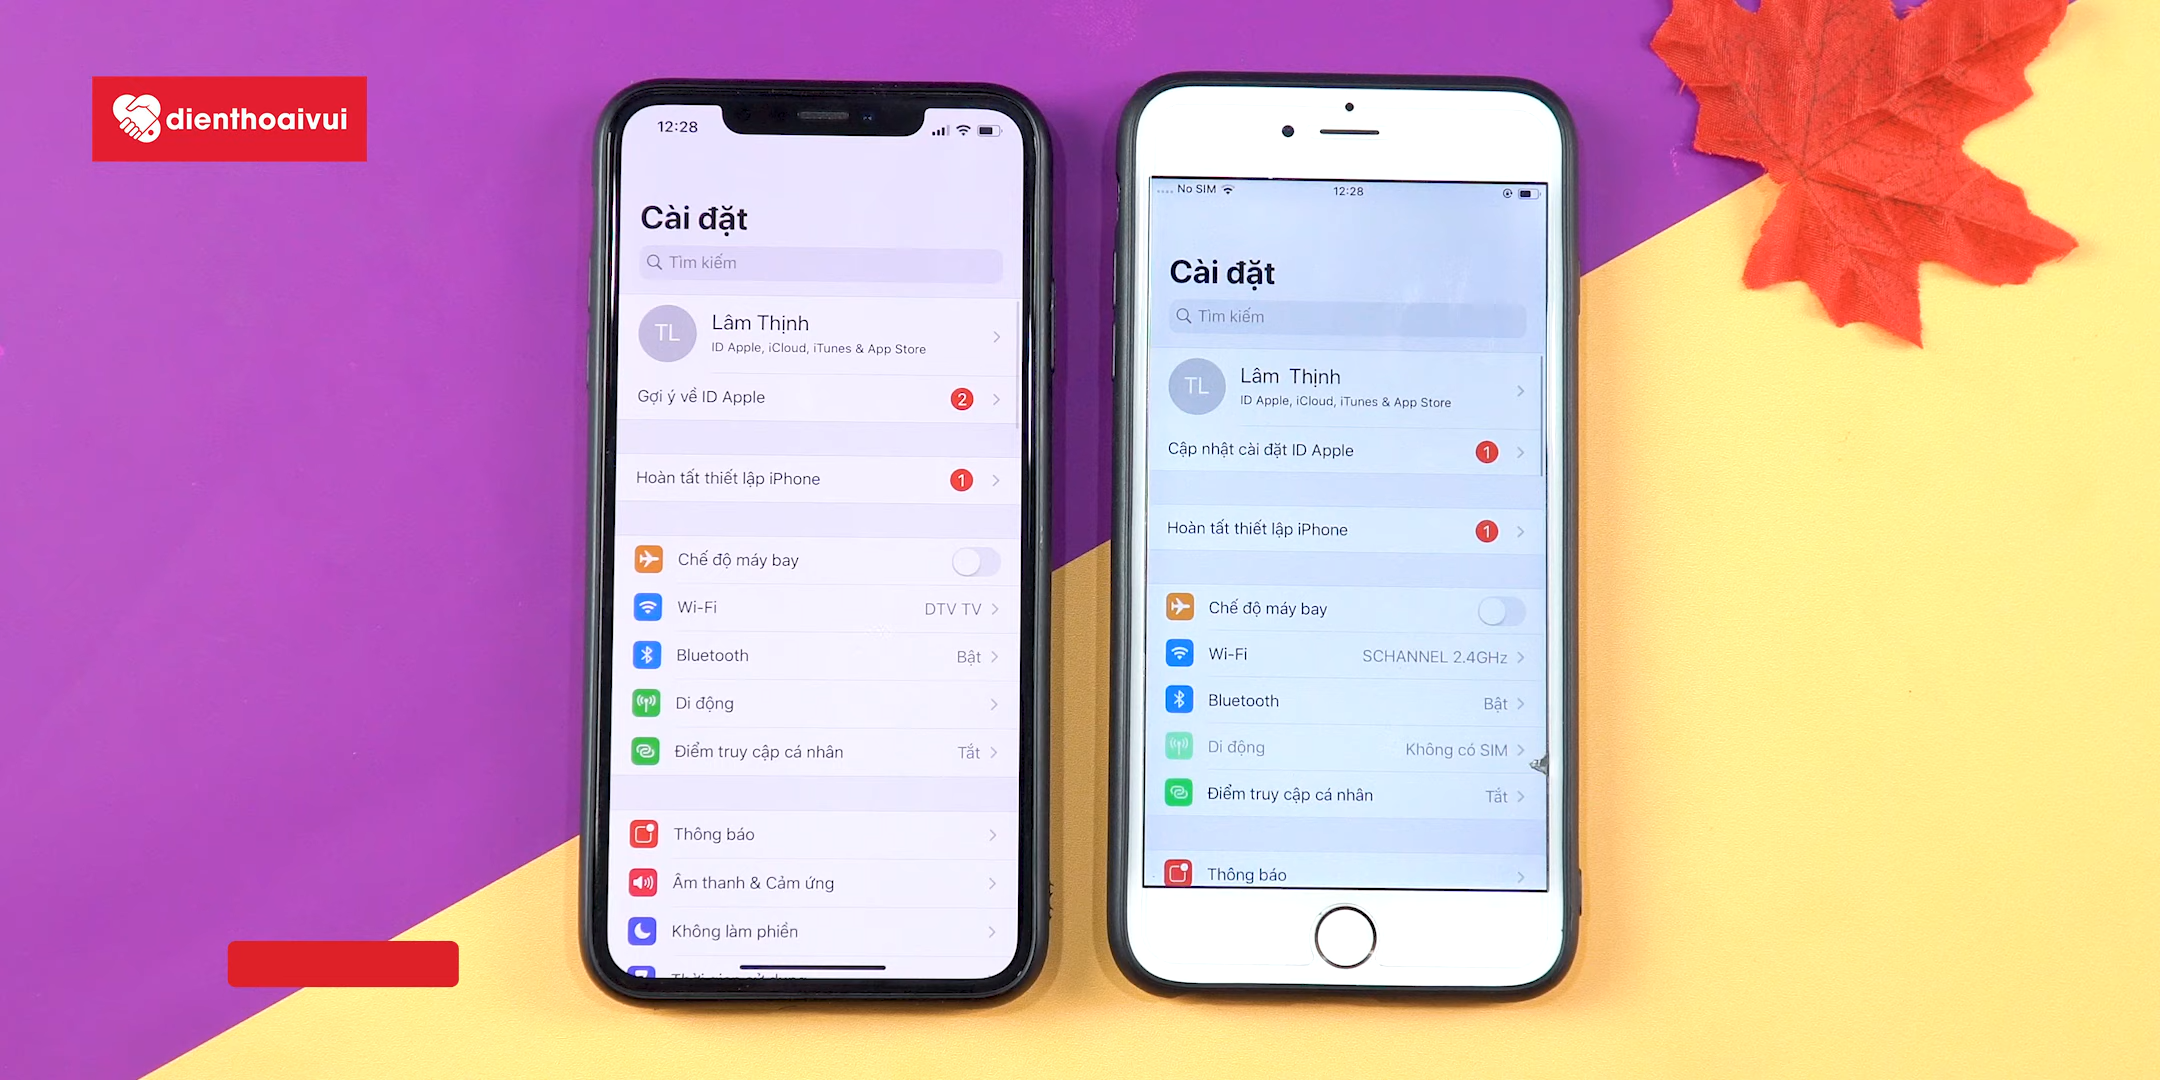 dienthoaivui
12:28
Cài đặt
Tìm kiếm
TL
Lâm Thịnh
ID Apple, iCloud, iTunes & App Store
Gợi ý về ID Apple
2
Hoàn tất thiết lập iPhone
1
Chế độ máy bay
Wi-Fi
DTV TV
Bluetooth
Bật
Di động
Điểm truy cập cá nhân
Tắt
Thông báo
Âm thanh & Cảm ứng
Không làm phiền
No SIM
12:28
Cài đặt
Tìm kiếm
TL
Lâm Thịnh
ID Apple, iCloud, iTunes & App Store
Cập nhật cài đặt ID Apple
1
Hoàn tất thiết lập iPhone
1
Chế độ máy bay
Wi-Fi
SCHANNEL 2.4GHz
Bluetooth
Bật
Di động
Không có SIM
Điểm truy cập cá nhân
Tắt
Thông báo